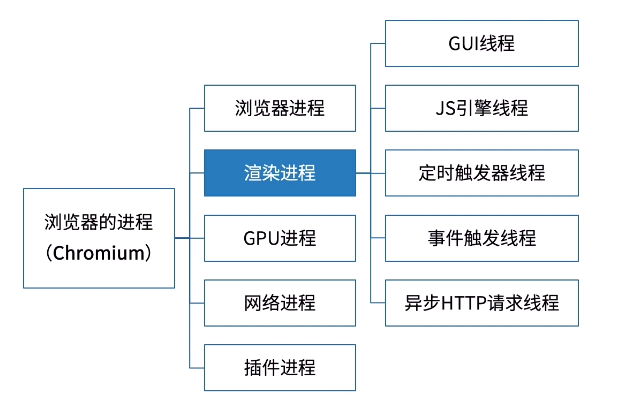 浏览器的进程
（Chromium）
浏览器进程
渲染进程
GPU进程
网络进程
插件进程
GUI线程
JS引擎线程
定时触发器线程
事件触发线程
异步HTTP请求线程